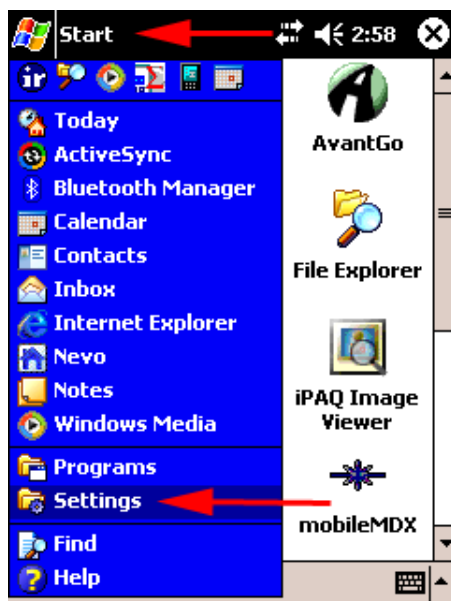 Start
2:58
ir
Today
ActiveSync
Bluetooth Manager
Calendar
Contacts
Inbox
Internet Explorer
Nevo
Notes
Windows Media
Programs
Settings
Find
Help
AvantGo
File Explorer
iPAQ Image
Viewer
mobileMDX